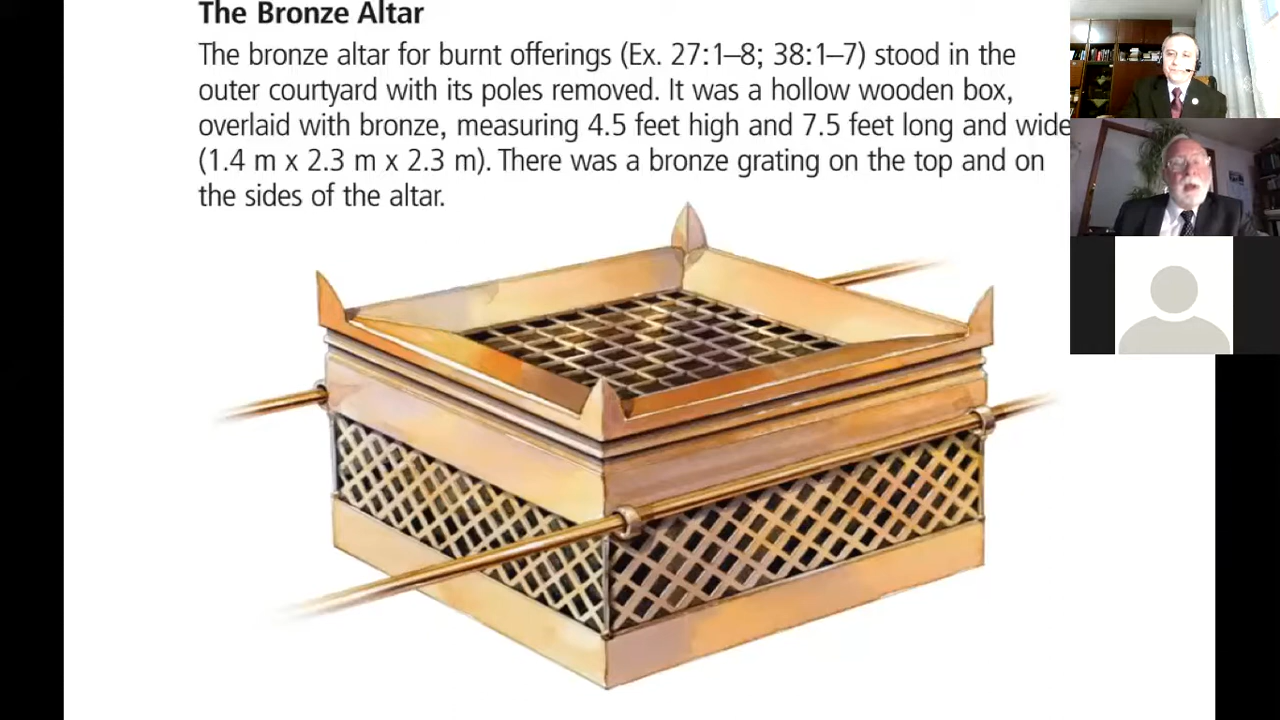 The Bronze Altar
The bronze altar for burnt offerings (Ex. 27:1–8; 38:1–7) stood in the
outer courtyard with its poles removed. It was a hollow wooden box,
overlaid with bronze, measuring 4.5 feet high and 7.5 feet long and wide
(1.4 m x 2.3 m x 2.3 m). There was a bronze grating on the top and on
the sides of the altar.